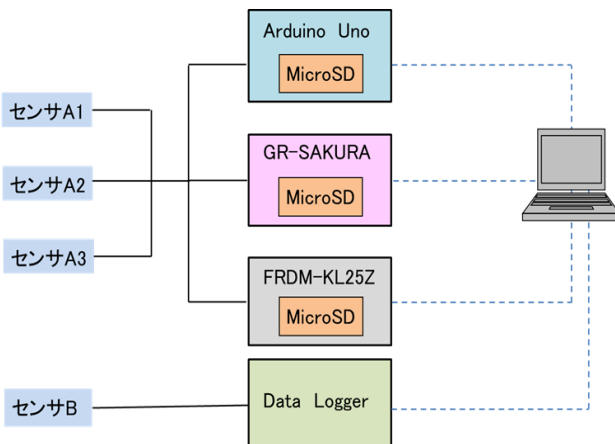 Arduino Uno
MicroSD
センサA1
センサA2
センサA3
GR-SAKURA
MicroSD
FRDM-KL25Z
MicroSD
センサB
Data Logger